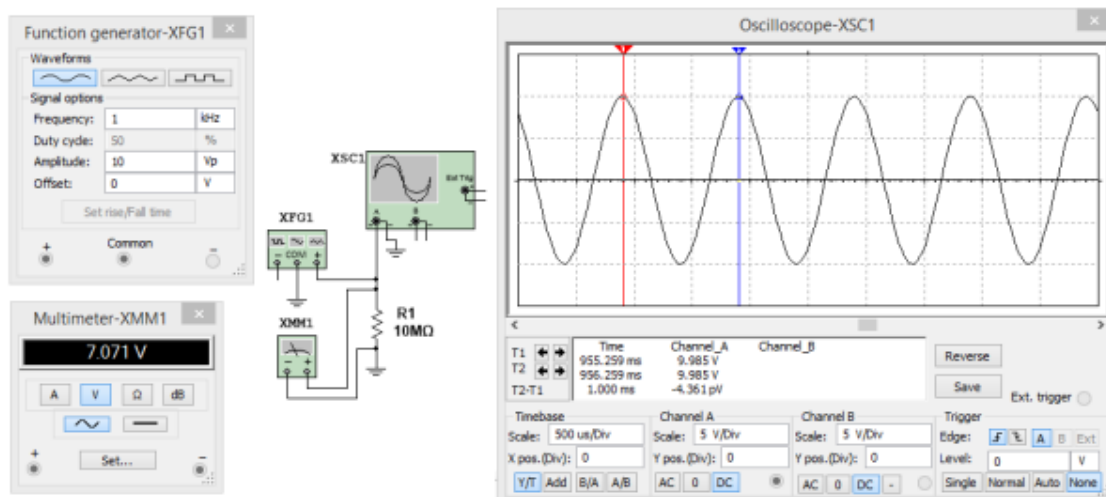 Function generator-XFG1
Waveforms
Signal options
Frequency: 1 kHz
Duty cycle: 50 %
Amplitude: 10 Vp
Offset: 0 V
Set rise/Fall time
+ Common −
Multimeter-XMM1
7.071 V
A V Ω dB
+ Set... −
XSC1
Ext Trig
A B
XFG1
− COM +
XMM1
− +
R1
10MΩ
Oscilloscope-XSC1
1 1
Time Channel_A Channel_B
T1 955.259 ms 9.985 V
T2 956.259 ms 9.985 V
T2-T1 1.000 ms -4.361 pV
Reverse
Save
Ext. trigger
Timebase
Scale: 500 us/Div
X pos.(Div): 0
Y/T Add B/A A/B
Channel A
Scale: 5 V/Div
Y pos.(Div): 0
AC 0 DC
Channel B
Scale: 5 V/Div
Y pos.(Div): 0
AC 0 DC -
Trigger
Edge: A B Ext
Level: 0 V
Single Normal Auto None